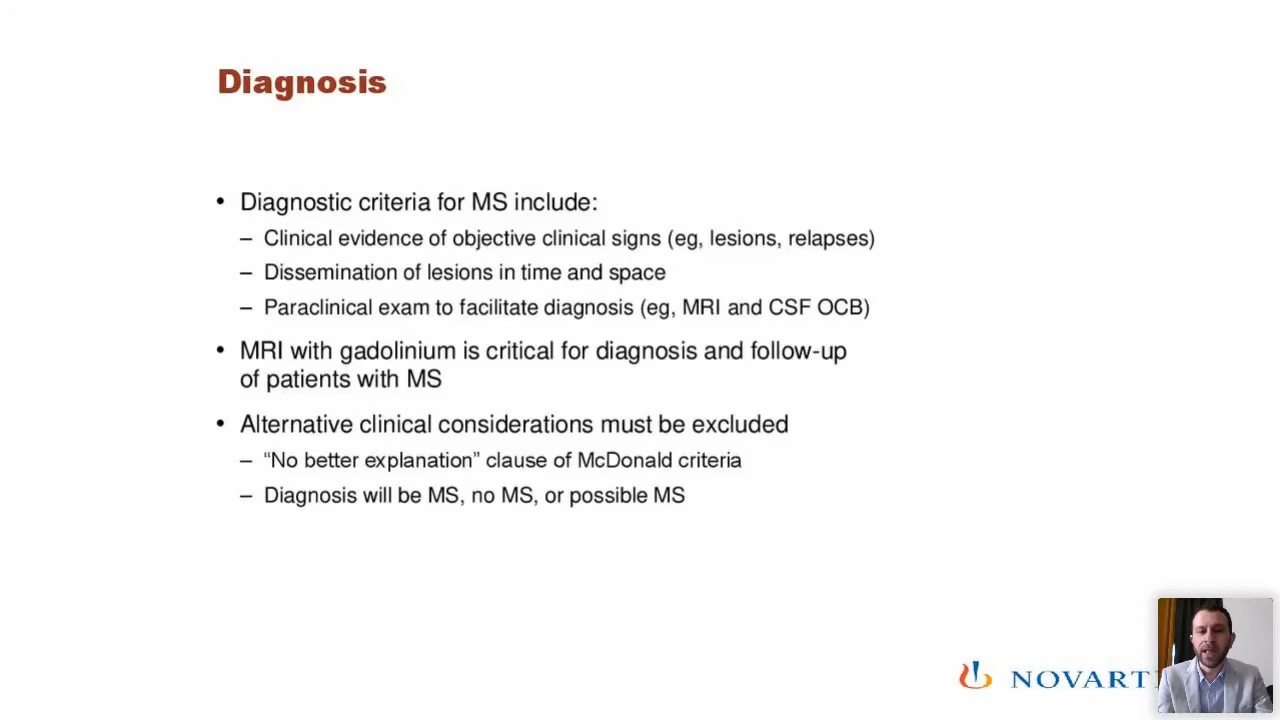 Diagnosis
• Diagnostic criteria for MS include:
– Clinical evidence of objective clinical signs (eg, lesions, relapses)
– Dissemination of lesions in time and space
– Paraclinical exam to facilitate diagnosis (eg, MRI and CSF OCB)
• MRI with gadolinium is critical for diagnosis and follow-up
of patients with MS
• Alternative clinical considerations must be excluded
– “No better explanation” clause of McDonald criteria
– Diagnosis will be MS, no MS, or possible MS
NOVART